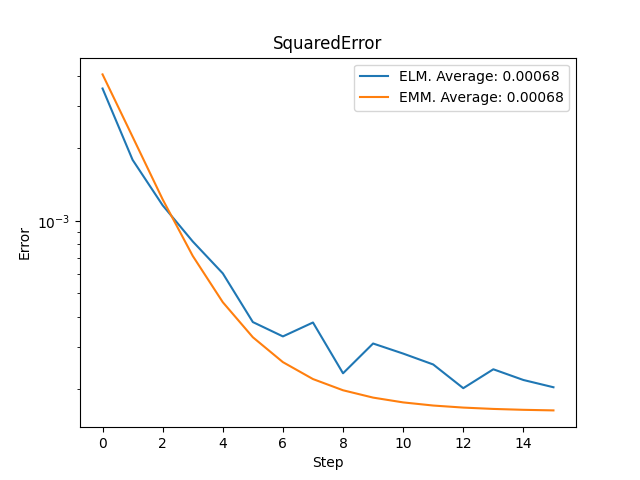 SquaredError
ELM. Average: 0.00068
EMM. Average: 0.00068
Error
10⁻³
0 2 4 6 8 10 12 14
Step